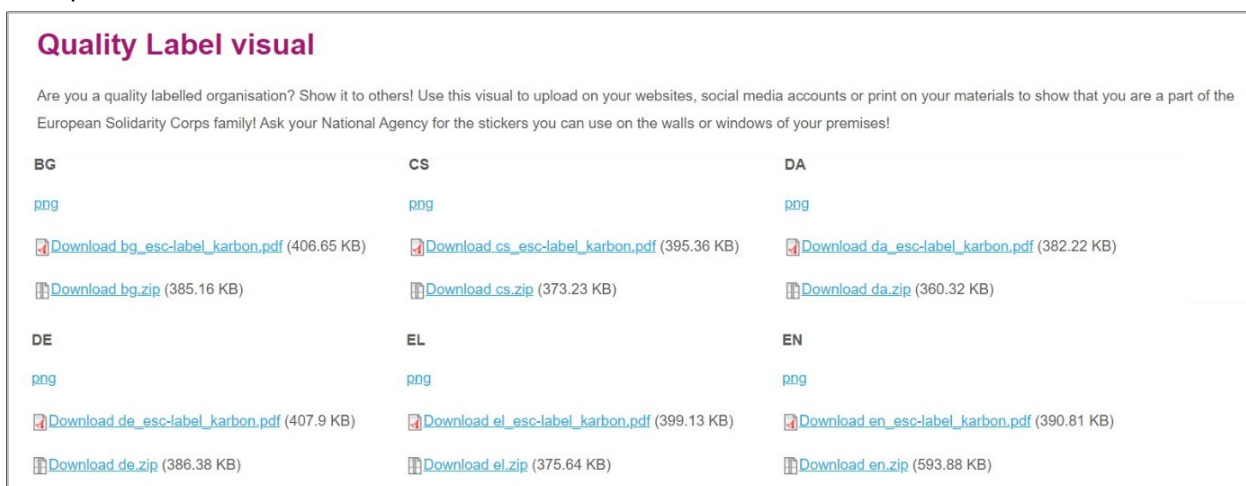 Quality Label visual
Are you a quality labelled organisation? Show it to others! Use this visual to upload on your websites, social media accounts or print on your materials to show that you are a part of the
European Solidarity Corps family! Ask your National Agency for the stickers you can use on the walls or windows of your premises!
BG CS DA
png png png
Download bg_esc-label_karbon.pdf (406.65 KB) Download cs_esc-label_karbon.pdf (395.36 KB) Download da_esc-label_karbon.pdf (382.22 KB)
Download bg.zip (385.16 KB) Download cs.zip (373.23 KB) Download da.zip (360.32 KB)
DE EL EN
png png png
Download de_esc-label_karbon.pdf (407.9 KB) Download el_esc-label_karbon.pdf (399.13 KB) Download en_esc-label_karbon.pdf (390.81 KB)
Download de.zip (386.38 KB) Download el.zip (375.64 KB) Download en.zip (593.88 KB)